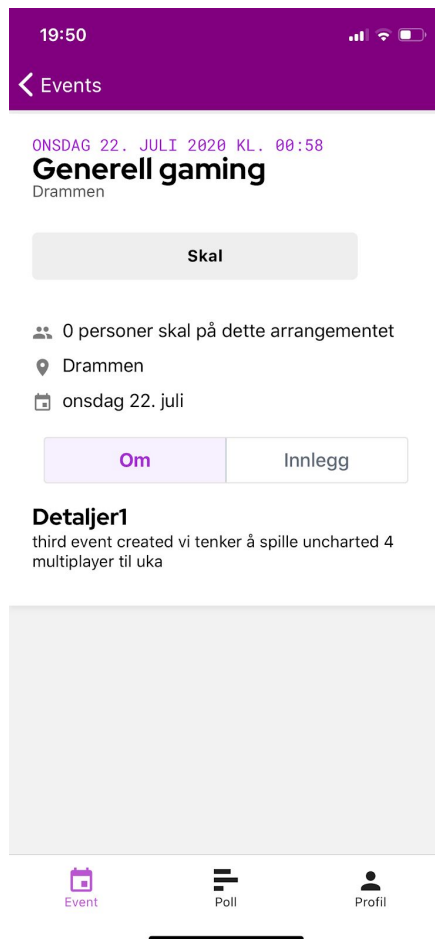 19:50
Events
ONSDAG 22. JULI 2020 KL. 00:58
Generell gaming
Drammen
Skal
0 personer skal på dette arrangementet
Drammen
onsdag 22. juli
Om Innlegg
Detaljer1
third event created vi tenker å spille uncharted 4
multiplayer til uka
Event Poll Profil